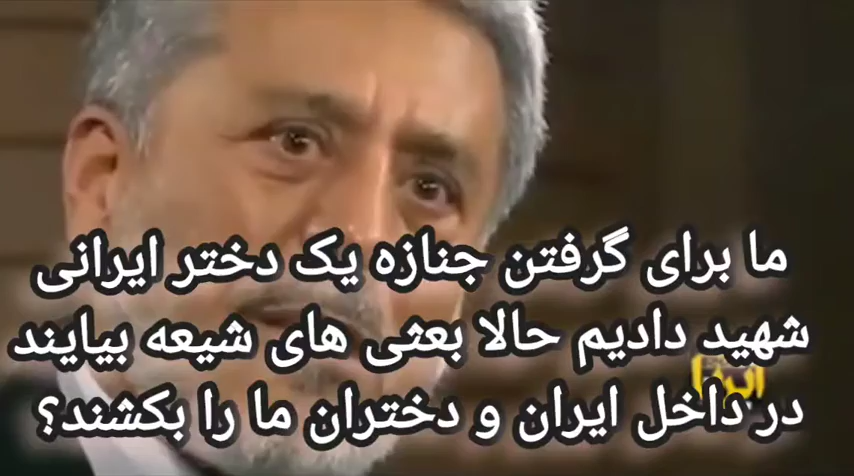 ما برای گرفتن جنازه یک دختر ایرانی
شهید دادیم حالا بعثی های شیعه بیایند
در داخل ایران و دختران ما را بکشند؟